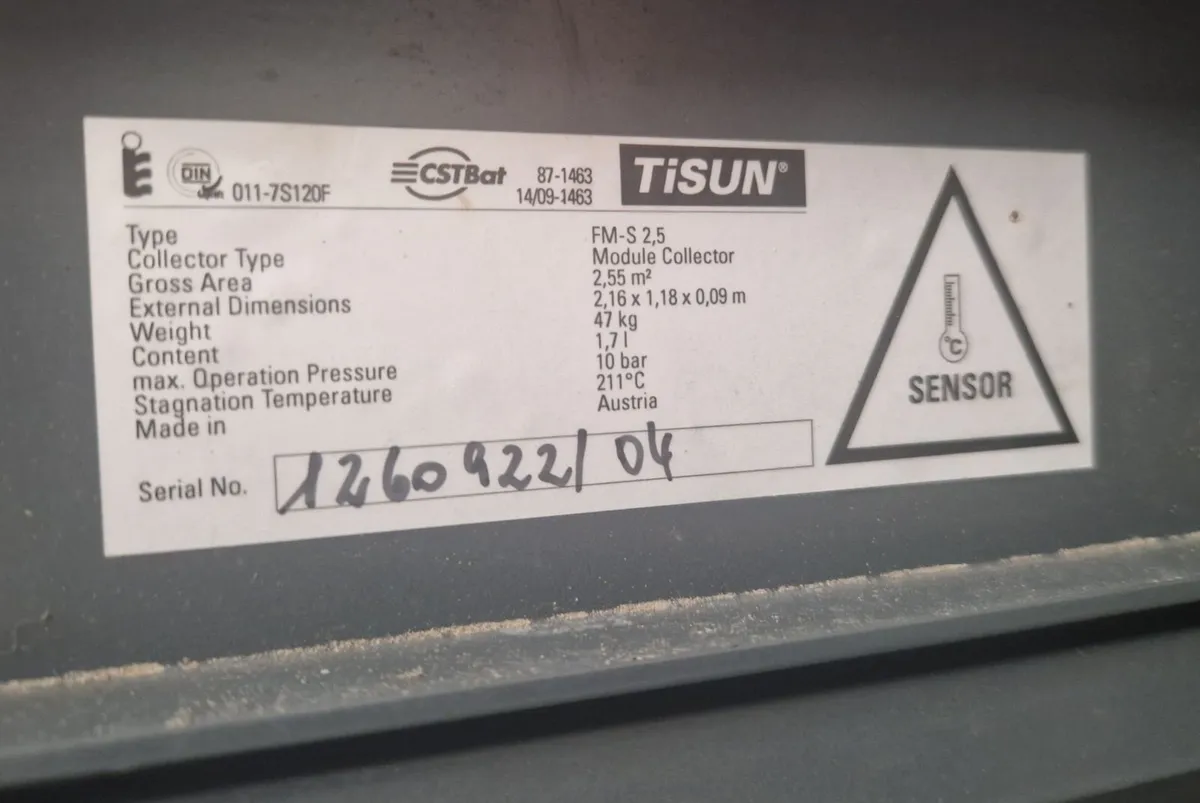 DIN
011-7S120F
CSTBat
87-1463
14/09-1463
TiSUN®
Type FM-S 2,5
Collector Type Module Collector
Gross Area 2,55 m²
External Dimensions 2,16 x 1,18 x 0,09 m
Weight 47 kg
Content 1,7 l
max. Operation Pressure 10 bar
Stagnation Temperature 211°C
Made in Austria
Serial No. 1260922/04
°C
SENSOR